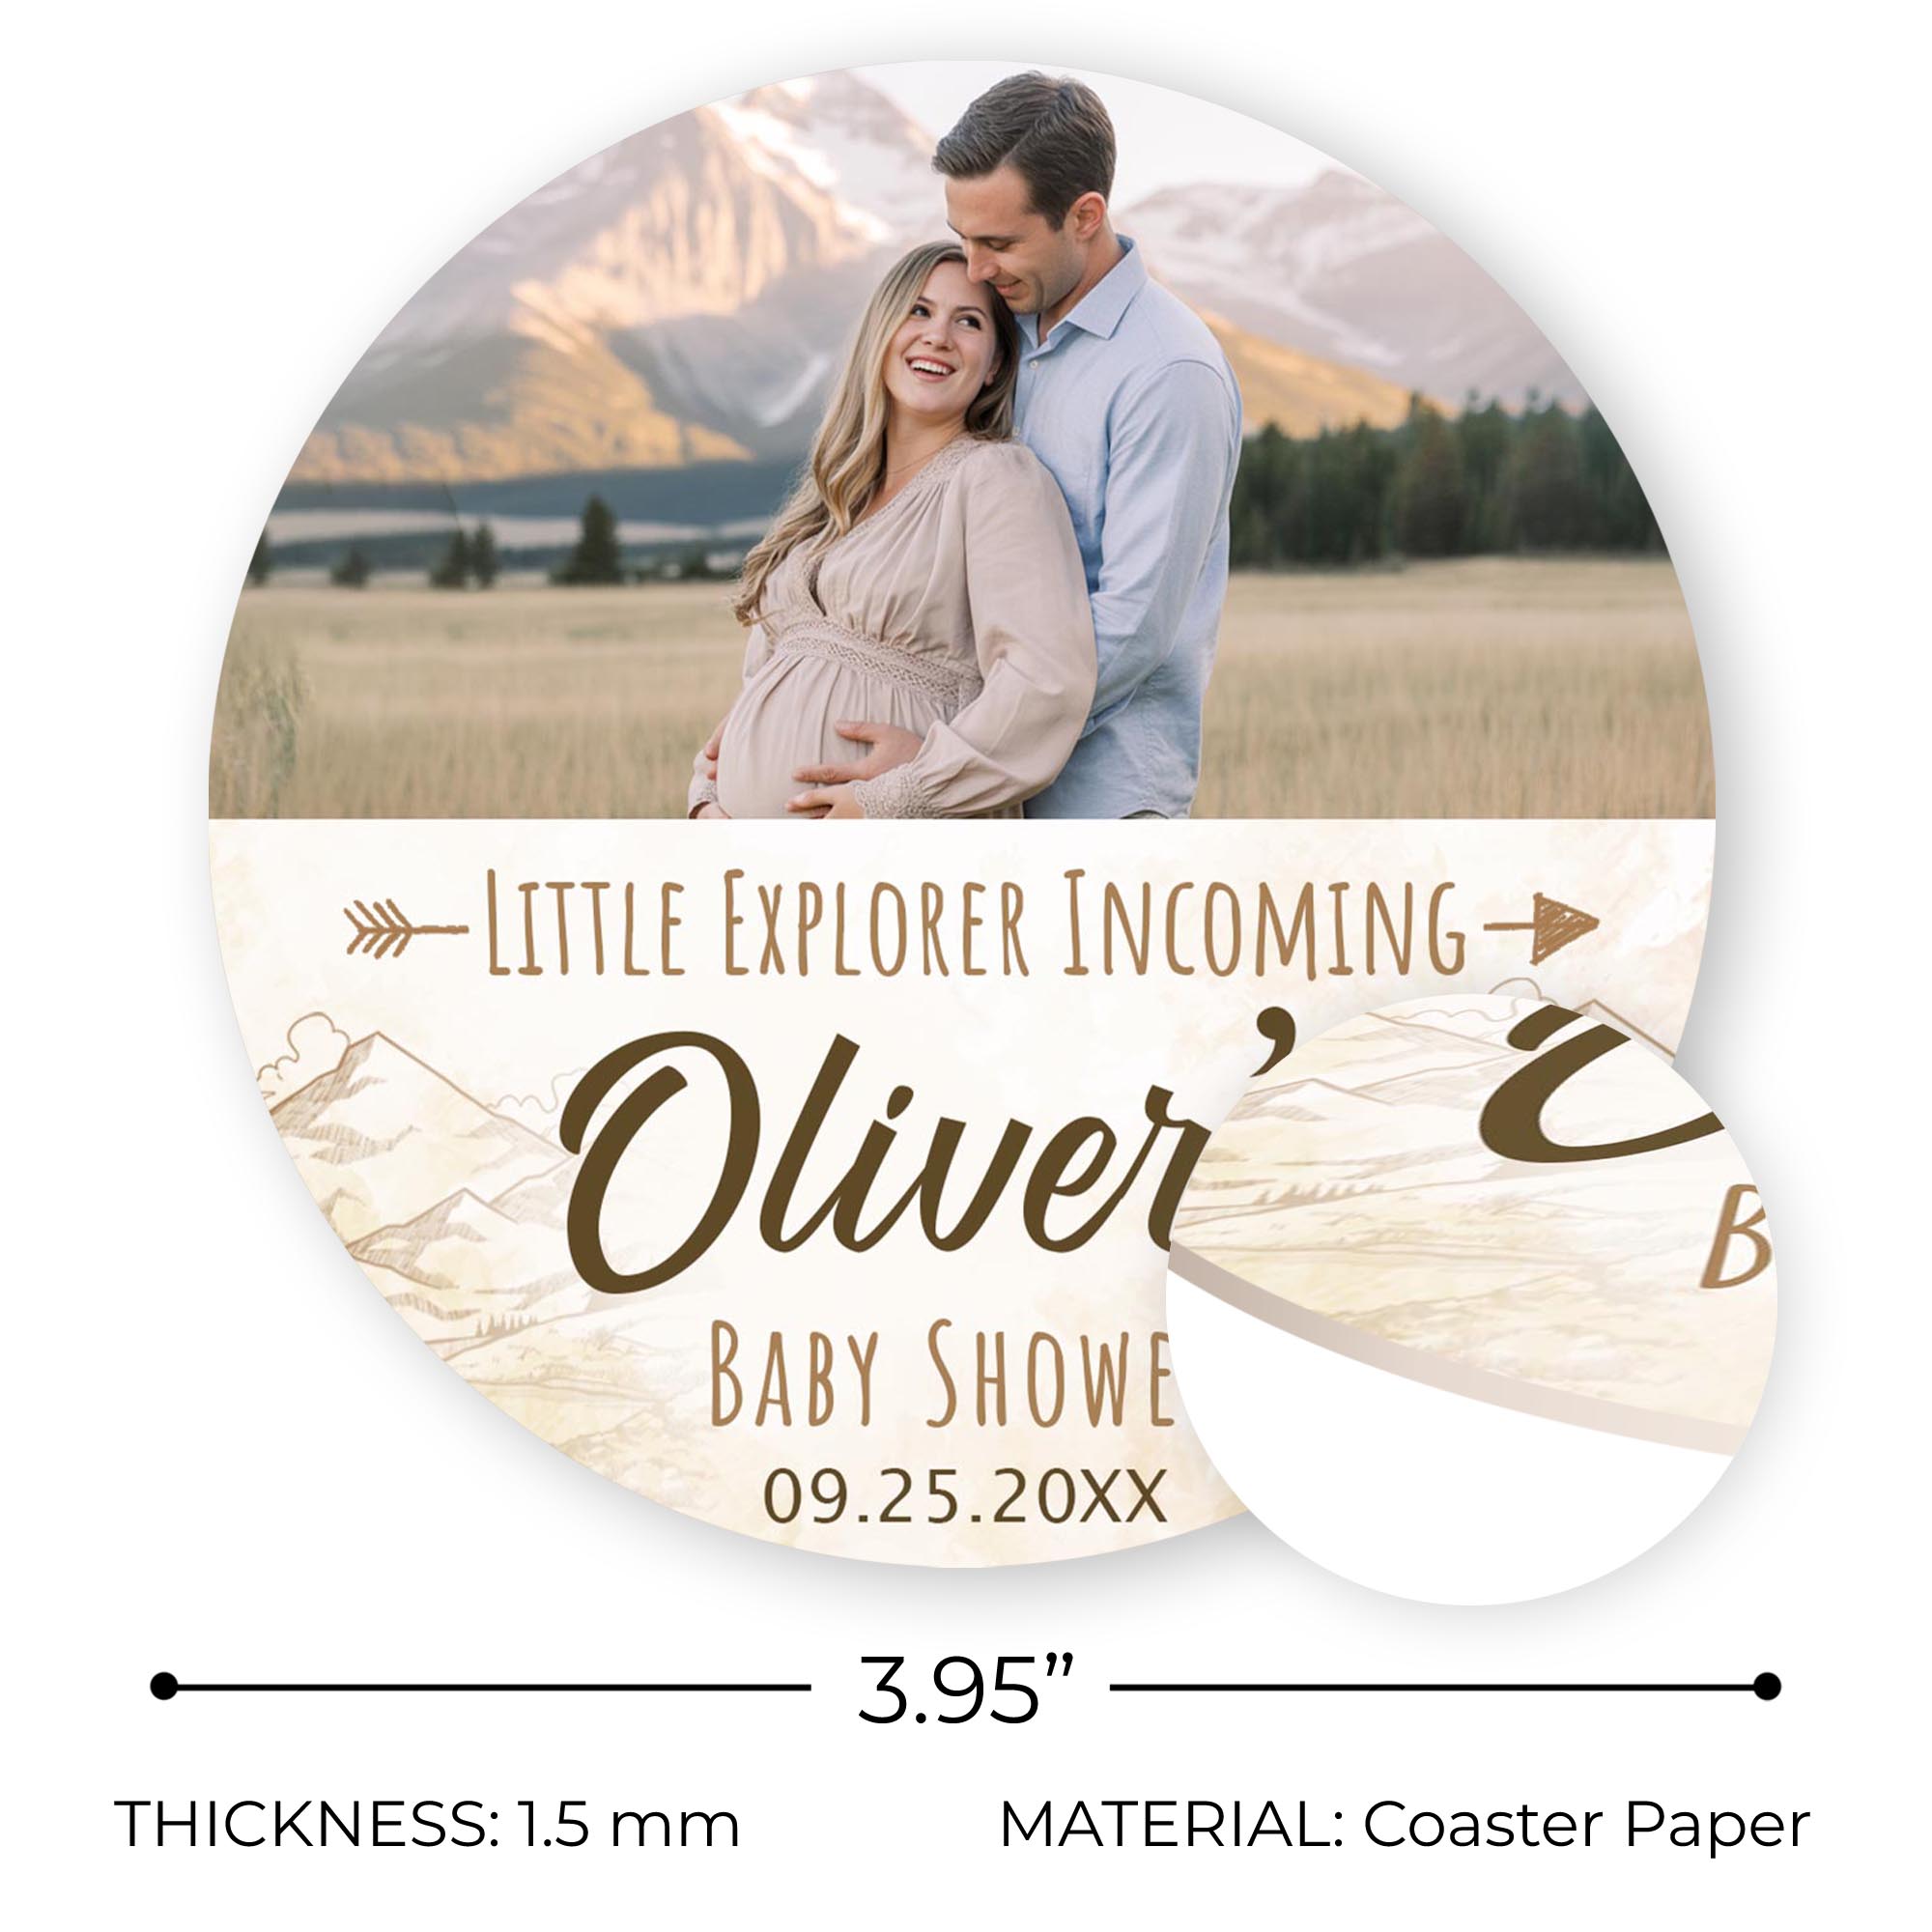 LITTLE EXPLORER INCOMING
Oliver'
BABY SHOWE
B
09.25.20XX
3.95”
THICKNESS: 1.5 mm
MATERIAL: Coaster Paper